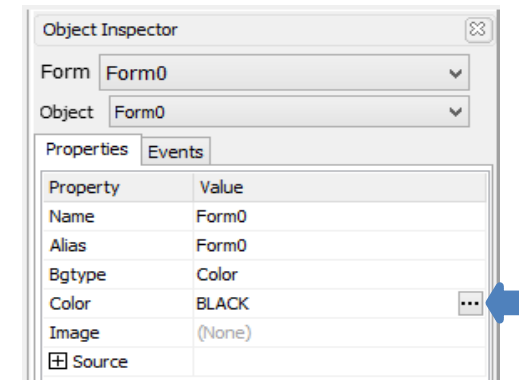 Object Inspector
Form Form0
Object Form0
Properties Events
Property Value
Name Form0
Alias Form0
Bgtype Color
Color BLACK ...
Image (None)
Source